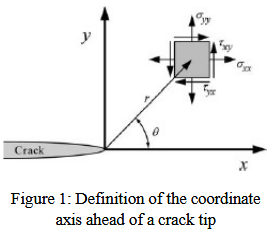 y
σyy
τxy
σxx
r
τyx
θ
Crack
x
Figure 1: Definition of the coordinate
axis ahead of a crack tip